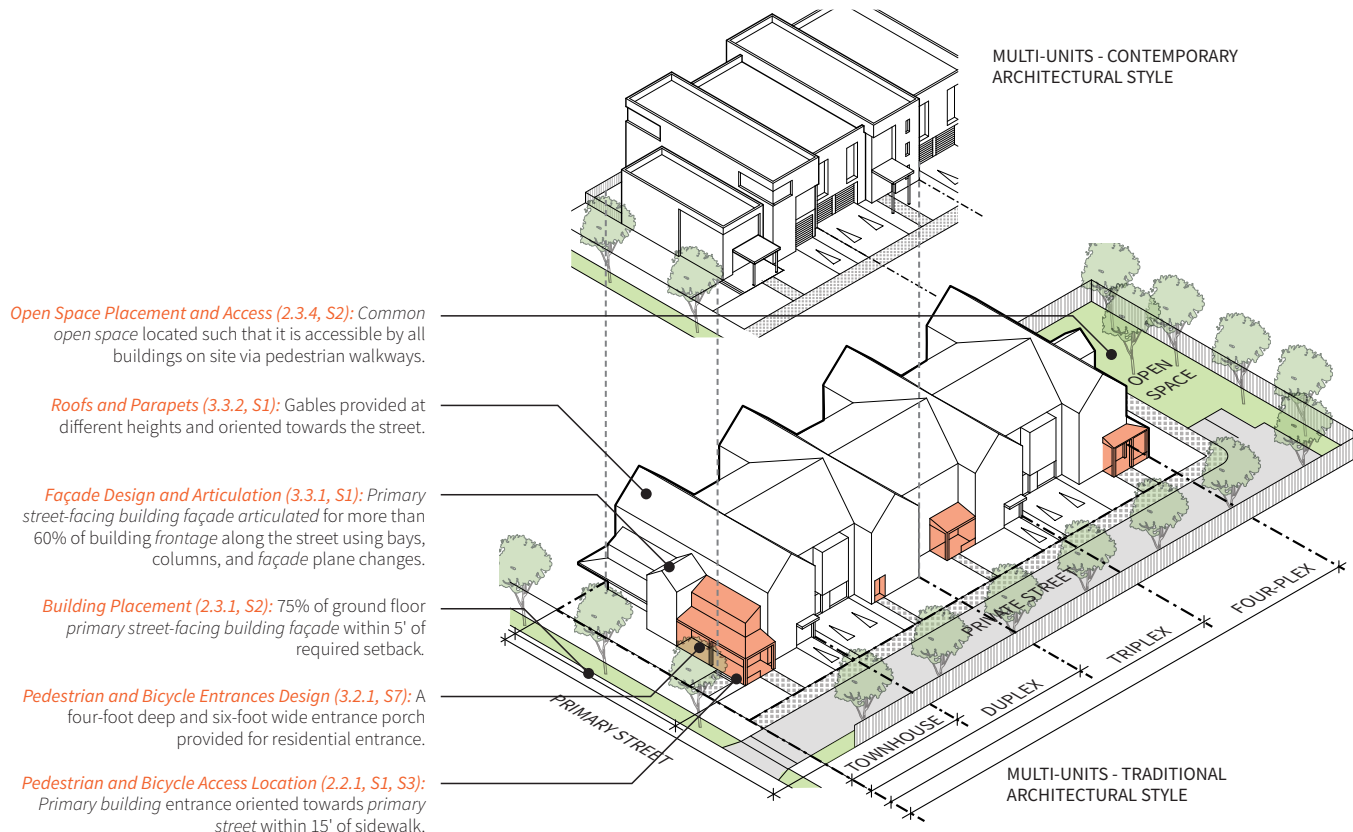 MULTI-UNITS - CONTEMPORARY
ARCHITECTURAL STYLE
Open Space Placement and Access (2.3.4, S2): Common
open space located such that it is accessible by all
buildings on site via pedestrian walkways.
Roofs and Parapets (3.3.2, S1): Gables provided at
different heights and oriented towards the street.
Façade Design and Articulation (3.3.1, S1): Primary
street-facing building façade articulated for more than
60% of building frontage along the street using bays,
columns, and façade plane changes.
Building Placement (2.3.1, S2): 75% of ground floor
primary street-facing building façade within 5' of
required setback.
Pedestrian and Bicycle Entrances Design (3.2.1, S7): A
four-foot deep and six-foot wide entrance porch
provided for residential entrance.
Pedestrian and Bicycle Access Location (2.2.1, S1, S3):
Primary building entrance oriented towards primary
street within 15' of sidewalk.
OPEN
SPACE
PRIVATE STREET
PRIMARY STREET
TOWNHOUSE
DUPLEX
TRIPLEX
FOUR-PLEX
MULTI-UNITS - TRADITIONAL
ARCHITECTURAL STYLE